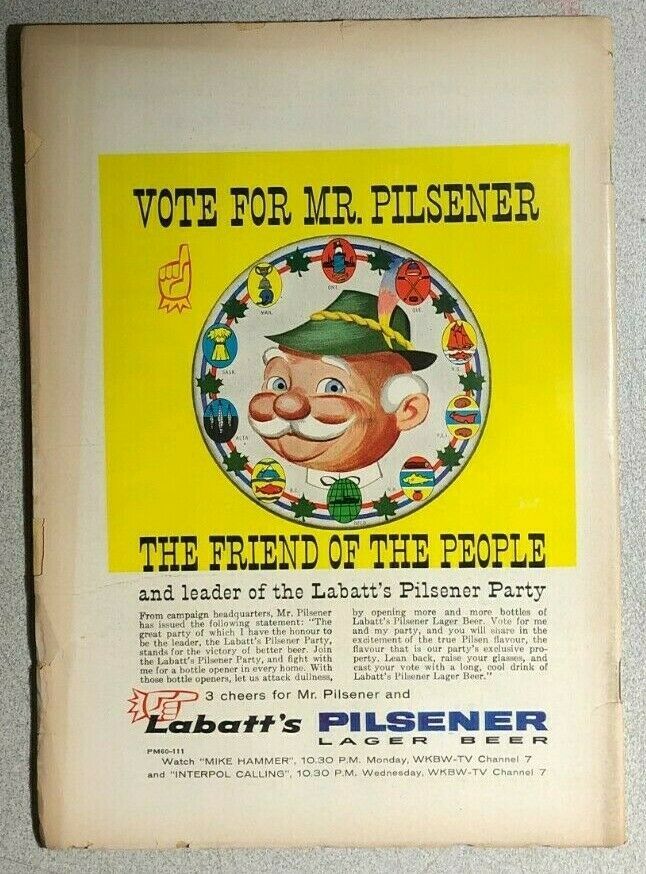 VOTE FOR MR. PILSENER
ONT.
MAN.
QUE.
SASK.
N.S.
ALTA.
P.E.I.
B.C.
N.B.
NFLD.
THE FRIEND OF THE PEOPLE
and leader of the Labatt's Pilsener Party
From campaign headquarters, Mr. Pilsener
has issued the following statement: "The
great party of which I have the honour to
be the leader, the Labatt's Pilsener Party,
stands for the victory of better beer. Join
the Labatt's Pilsener Party, and fight with
me for a bottle opener in every home. With
those bottle openers, let us attack dullness,
by opening more and more bottles of
Labatt's Pilsener Lager Beer. Vote for me
and my party, and you will share in the
excitement of the true Pilsen flavour, the
flavour that is our party's exclusive pro-
perty. Lean back, raise your glasses, and
cast your vote with a long, cool drink of
Labatt's Pilsener Lager Beer."
3 cheers for Mr. Pilsener and
Labatt's PILSENER
LAGER BEER
PM60-111
Watch "MIKE HAMMER", 10.30 P.M. Monday, WKBW-TV Channel 7
and "INTERPOL CALLING", 10.30 P.M. Wednesday, WKBW-TV Channel 7